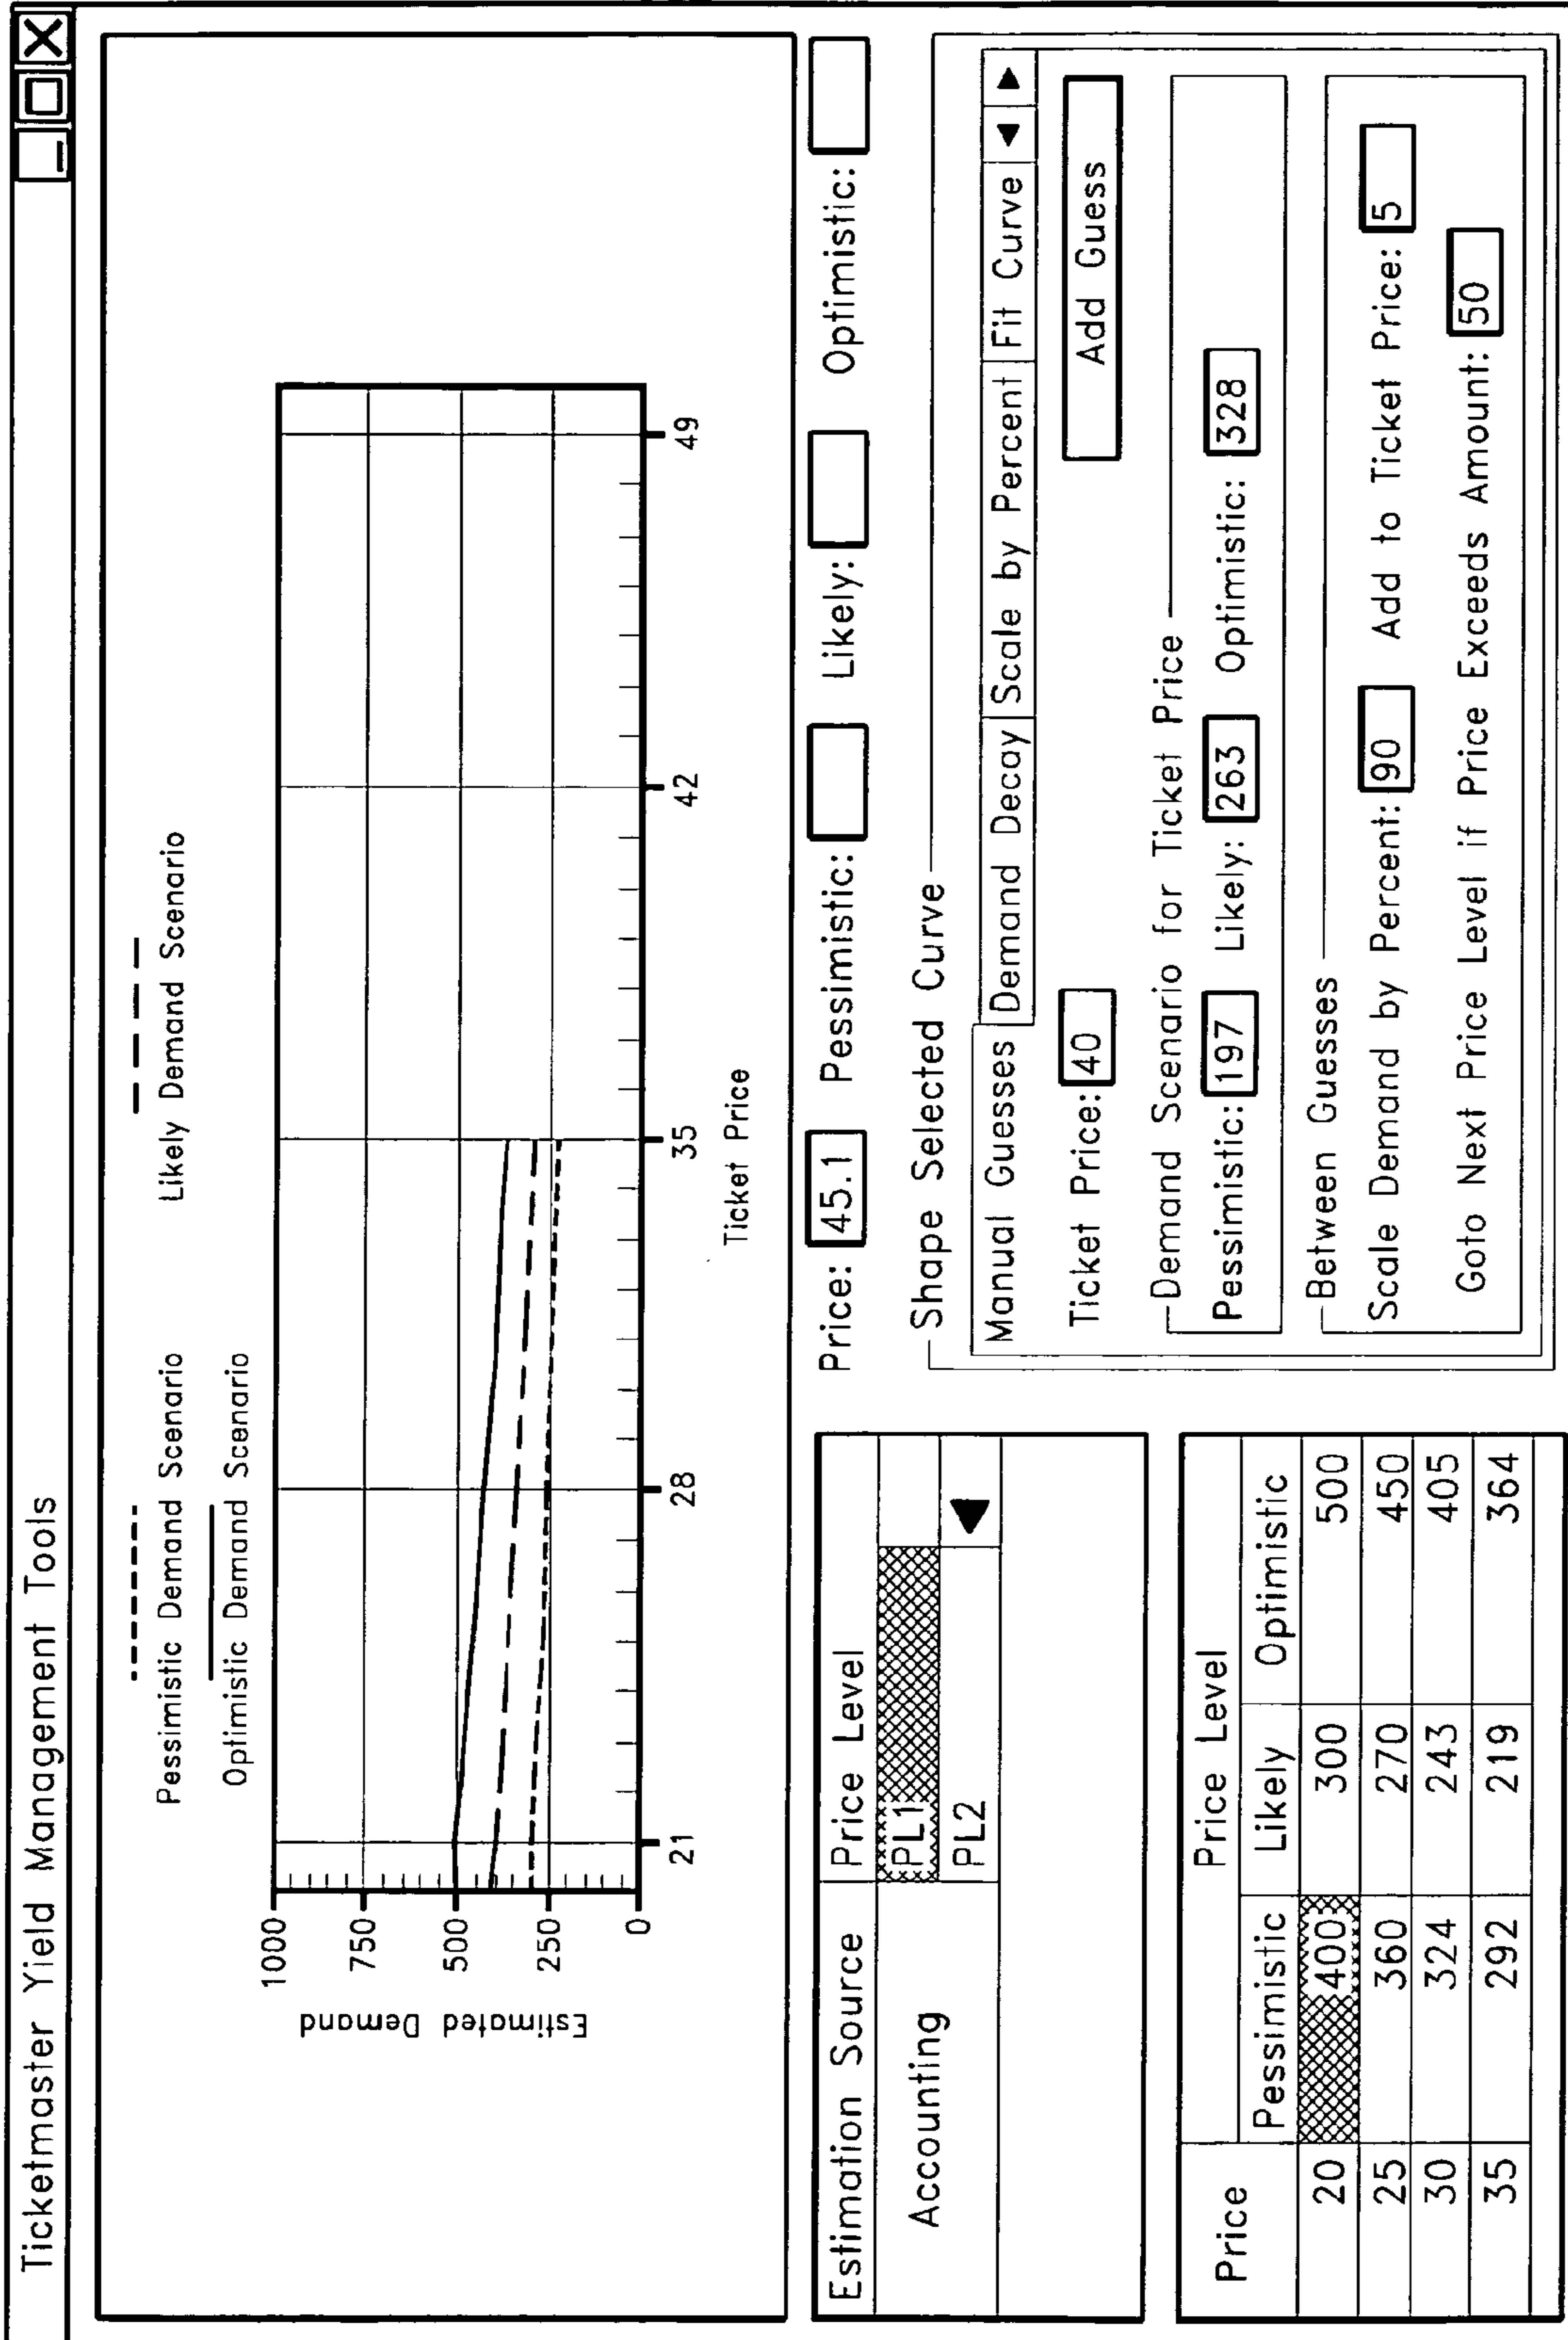 Ticketmaster Yield Management Tools
Pessimistic Demand Scenario
Likely Demand Scenario
Optimistic Demand Scenario
Estimated Demand
1000
750
500
250
0
21 28 35 42 49
Ticket Price
Estimation Source Price Level
Accounting
PL1
PL2
Price Price Level
Pessimistic Likely Optimistic
20 400 300 500
25 360 270 450
30 324 243 405
35 292 219 364
Price: 45.1 Pessimistic: Likely: Optimistic:
Shape Selected Curve
Manual Guesses Demand Decay Scale by Percent Fit Curve
Ticket Price: 40 Add Guess
Demand Scenario for Ticket Price
Pessimistic: 197 Likely: 263 Optimistic: 328
Between Guesses
Scale Demand by Percent: 90 Add to Ticket Price: 5
Goto Next Price Level if Price Exceeds Amount: 50